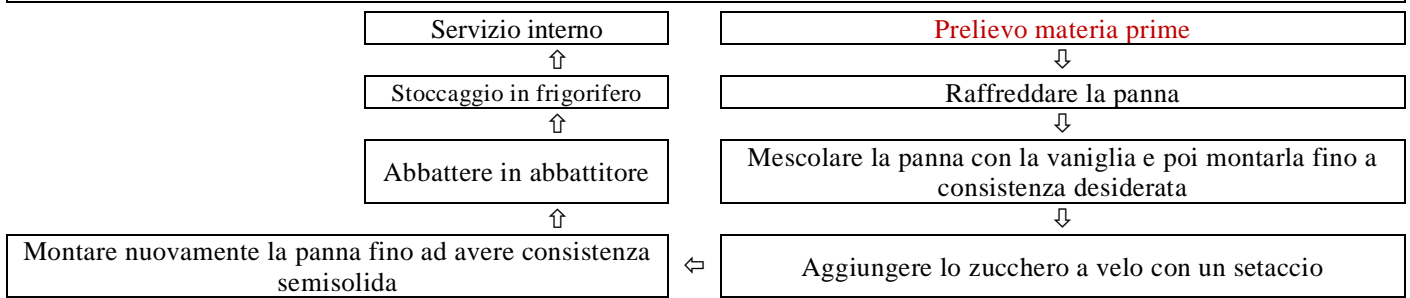 Servizio interno
Prelievo materia prime
⇧
⇩
Stoccaggio in frigorifero
Raffreddare la panna
⇧
⇩
Abbattere in abbattitore
Mescolare la panna con la vaniglia e poi montarla fino a
consistenza desiderata
⇧
⇩
Montare nuovamente la panna fino ad avere consistenza
semisolida
⇦
Aggiungere lo zucchero a velo con un setaccio